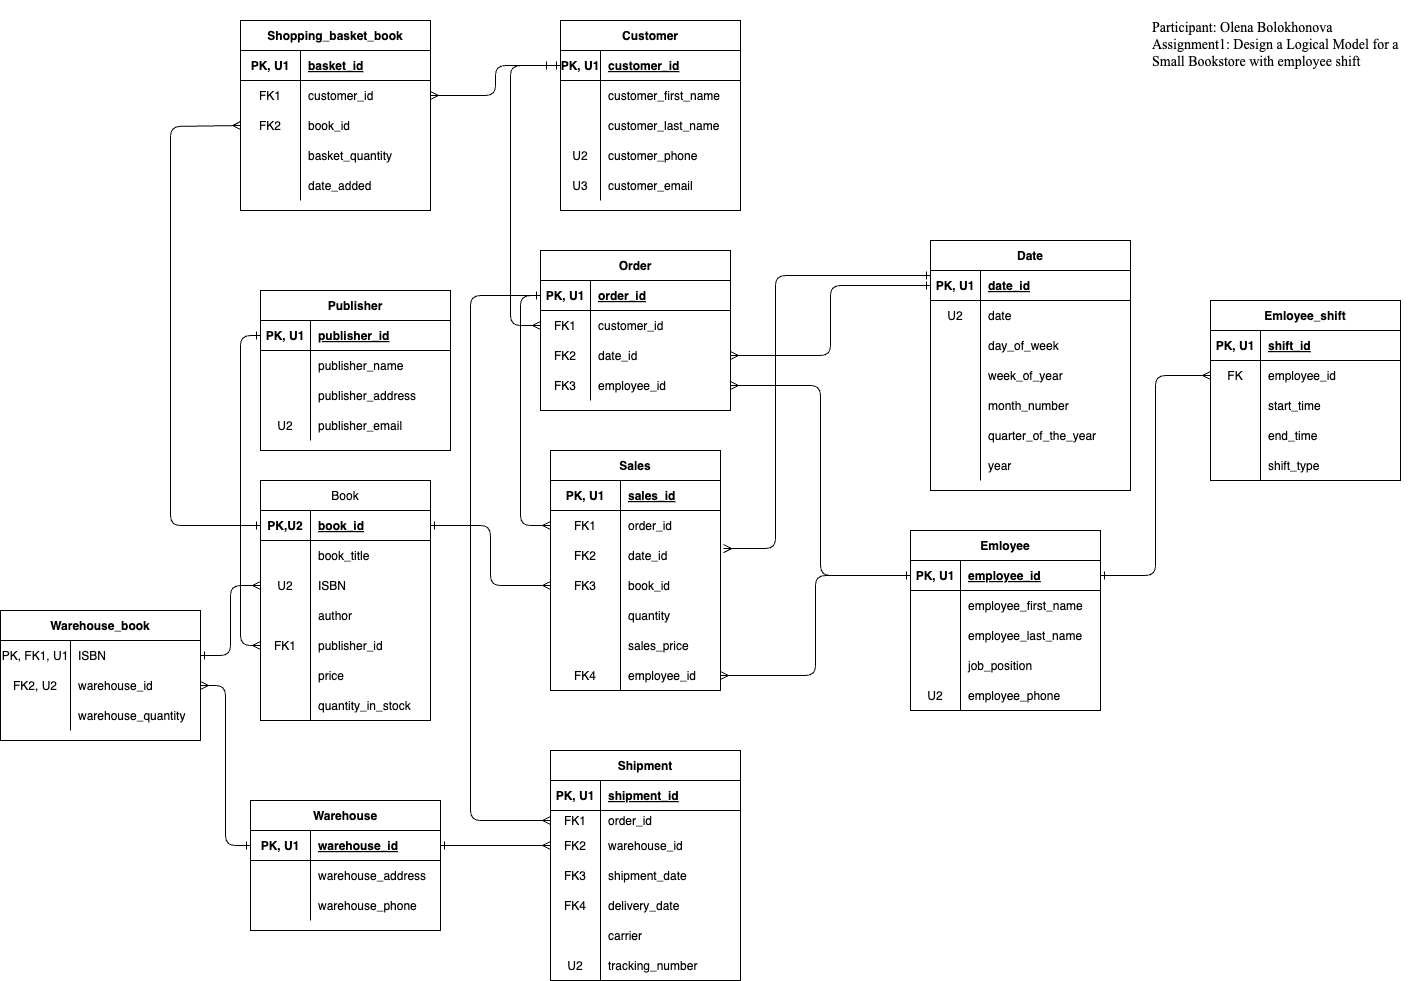 Participant: Olena Bolokhonova
Assignment1: Design a Logical Model for a
Small Bookstore with employee shift
Shopping_basket_book
PK, U1 basket_id
FK1 customer_id
FK2 book_id
basket_quantity
date_added
Customer
PK, U1 customer_id
customer_first_name
customer_last_name
U2 customer_phone
U3 customer_email
Order
PK, U1 order_id
FK1 customer_id
FK2 date_id
FK3 employee_id
Date
PK, U1 date_id
U2 date
day_of_week
week_of_year
month_number
quarter_of_the_year
year
Emloyee_shift
PK, U1 shift_id
FK employee_id
start_time
end_time
shift_type
Publisher
PK, U1 publisher_id
publisher_name
publisher_address
U2 publisher_email
Book
PK,U2 book_id
book_title
U2 ISBN
author
FK1 publisher_id
price
quantity_in_stock
Sales
PK, U1 sales_id
FK1 order_id
FK2 date_id
FK3 book_id
quantity
sales_price
FK4 employee_id
Emloyee
PK, U1 employee_id
employee_first_name
employee_last_name
job_position
U2 employee_phone
Warehouse_book
PK, FK1, U1 ISBN
FK2, U2 warehouse_id
warehouse_quantity
Warehouse
PK, U1 warehouse_id
warehouse_address
warehouse_phone
Shipment
PK, U1 shipment_id
FK1 order_id
FK2 warehouse_id
FK3 shipment_date
FK4 delivery_date
carrier
U2 tracking_number